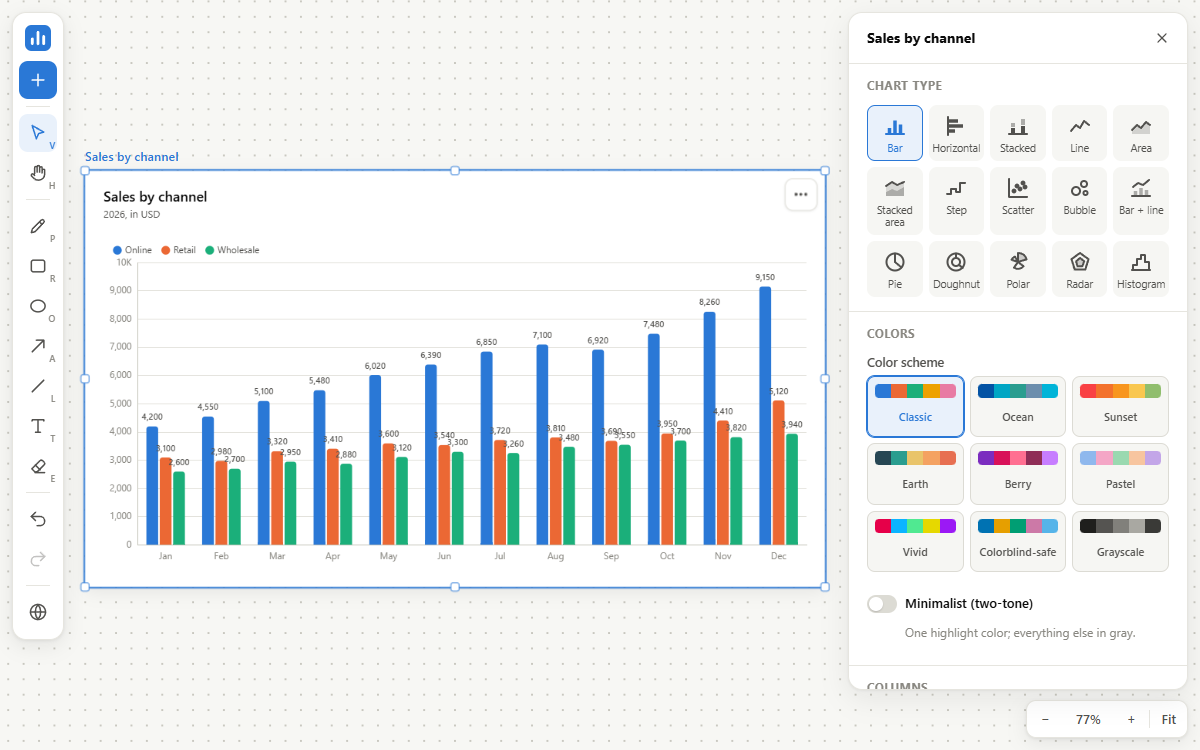 V
H
P
R
O
A
L
T
E
Sales by channel
Sales by channel
2026, in USD
Online Retail Wholesale
10K
9,000
8,000
7,000
6,000
5,000
4,000
3,000
2,000
1,000
0
4,200 3,100 2,600
4,550 2,980 2,700
5,100 3,320 2,950
5,480 3,410 2,880
6,020 3,600 3,120
6,390 3,540 3,300
6,850 3,720 3,260
7,100 3,810 3,480
6,920 3,690 3,550
7,480 3,950 3,700
8,260 4,410 3,820
9,150 5,120 3,940
Jan Feb Mar Apr May Jun Jul Aug Sep Oct Nov Dec
Sales by channel
CHART TYPE
Bar Horizontal Stacked Line Area
Stacked area Step Scatter Bubble Bar + line
Pie Doughnut Polar Radar Histogram
COLORS
Color scheme
Classic Ocean Sunset
Earth Berry Pastel
Vivid Colorblind-safe Grayscale
Minimalist (two-tone)
One highlight color; everything else in gray.
COLUMNS
− 77% + Fit